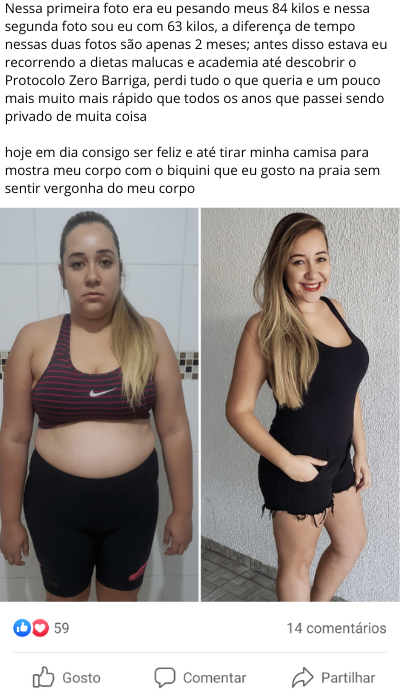 Nessa primeira foto era eu pesando meus 84 kilos e nessa
segunda foto sou eu com 63 kilos, a diferença de tempo
nessas duas fotos são apenas 2 meses; antes disso estava eu
recorrendo a dietas malucas e academia até descobrir o
Protocolo Zero Barriga, perdi tudo o que queria e um pouco
mais muito mais rápido que todos os anos que passei sendo
privado de muita coisa
hoje em dia consigo ser feliz e até tirar minha camisa para
mostra meu corpo com o biquini que eu gosto na praia sem
sentir vergonha do meu corpo
59 14 comentários
Gosto Comentar Partilhar